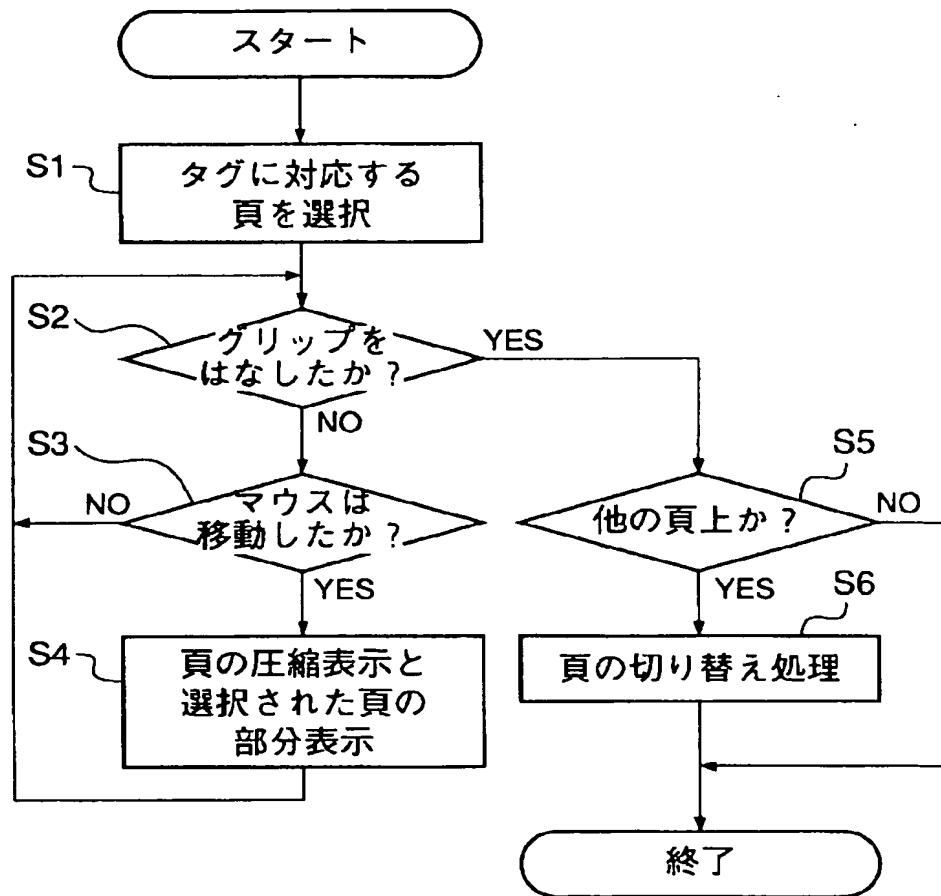 スタート
S1
タグに対応する
頁を選択
S2
グリップを
はなしたか？
YES
NO
S3
マウスは
移動したか？
NO
YES
S4
頁の圧縮表示と
選択された頁の
部分表示
S5
他の頁上か？
NO
YES
S6
頁の切り替え処理
終了